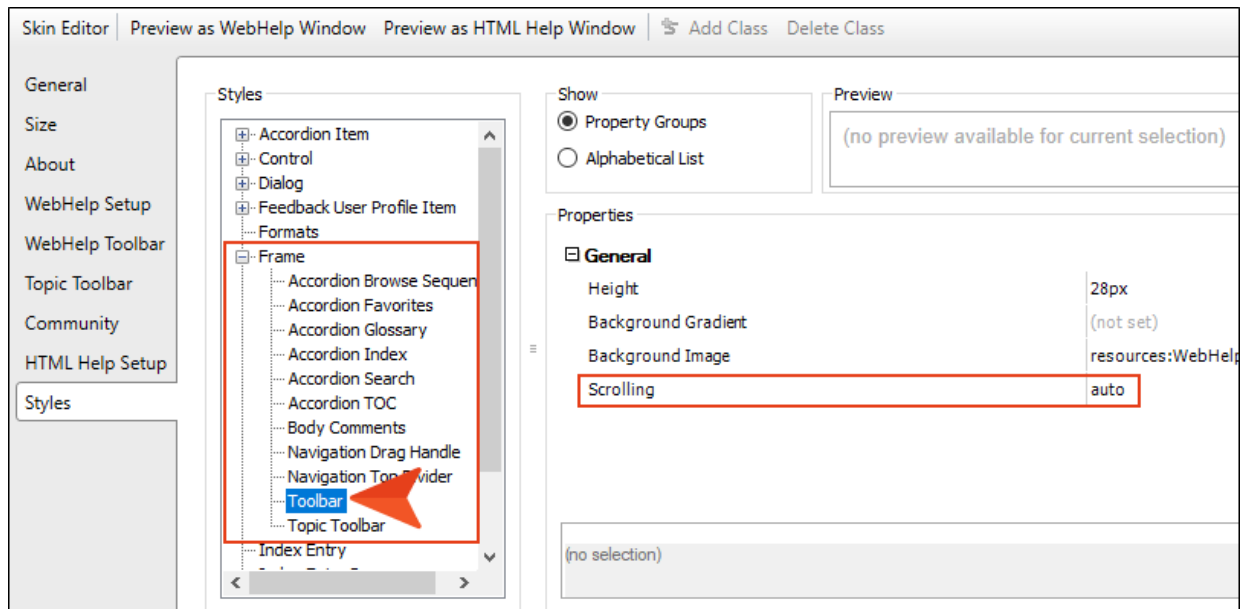 Skin Editor Preview as WebHelp Window Preview as HTML Help Window Add Class Delete Class
General
Size
About
WebHelp Setup
WebHelp Toolbar
Topic Toolbar
Community
HTML Help Setup
Styles
Styles
Accordion Item
Control
Dialog
Feedback User Profile Item
Formats
Frame
Accordion Browse Sequen
Accordion Favorites
Accordion Glossary
Accordion Index
Accordion Search
Accordion TOC
Body Comments
Navigation Drag Handle
Navigation Top Divider
Toolbar
Topic Toolbar
Index Entry
Show
Property Groups
Alphabetical List
Preview
(no preview available for current selection)
Properties
General
Height 28px
Background Gradient (not set)
Background Image resources:WebHelp
Scrolling auto
(no selection)